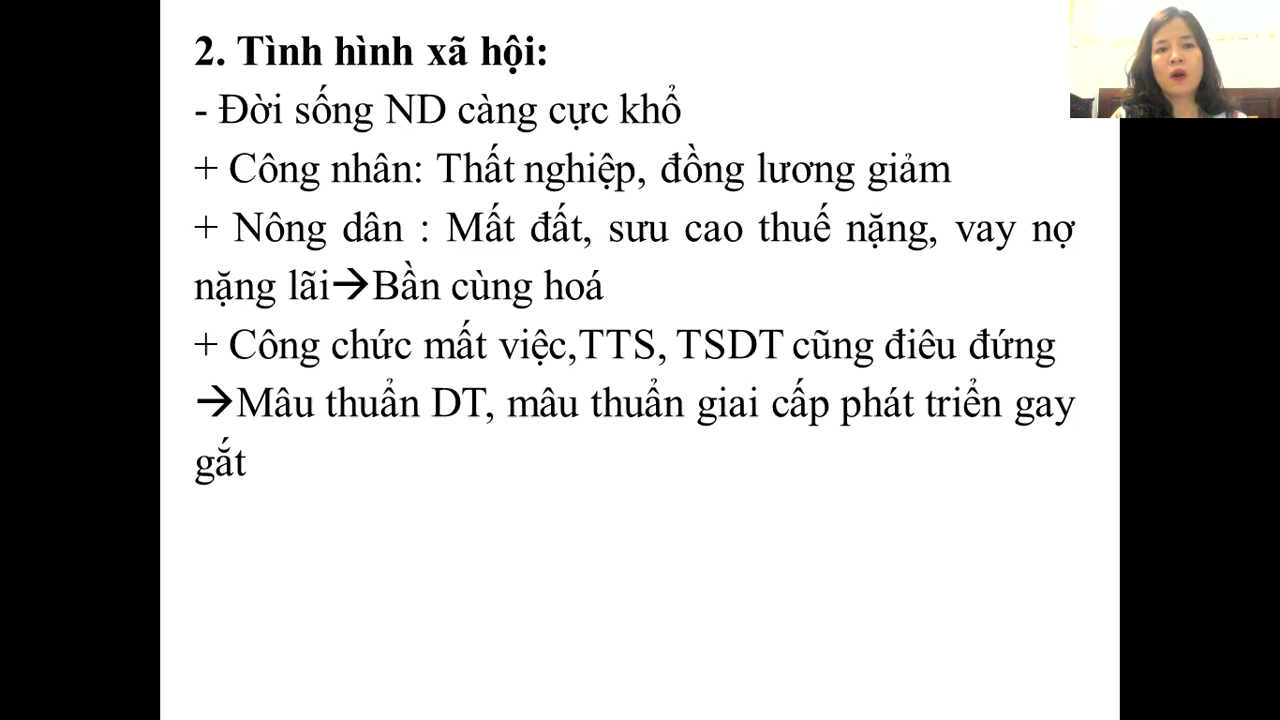 2. Tình hình xã hội:
- Đời sống ND càng cực khổ
+ Công nhân: Thất nghiệp, đồng lương giảm
+ Nông dân : Mất đất, sưu cao thuế nặng, vay nợ
nặng lãi→Bần cùng hoá
+ Công chức mất việc,TTS, TSDT cũng điêu đứng
→Mâu thuẩn DT, mâu thuẩn giai cấp phát triển gay
gắt